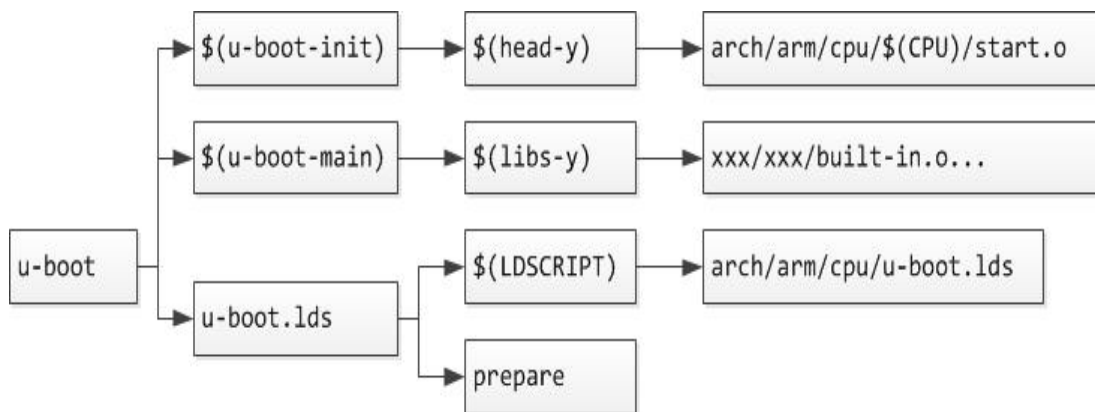 $(u-boot-init)
$(head-y)
arch/arm/cpu/$(CPU)/start.o
$(u-boot-main)
$(libs-y)
xxx/xxx/built-in.o...
u-boot
u-boot.lds
$(LDSCRIPT)
arch/arm/cpu/u-boot.lds
prepare